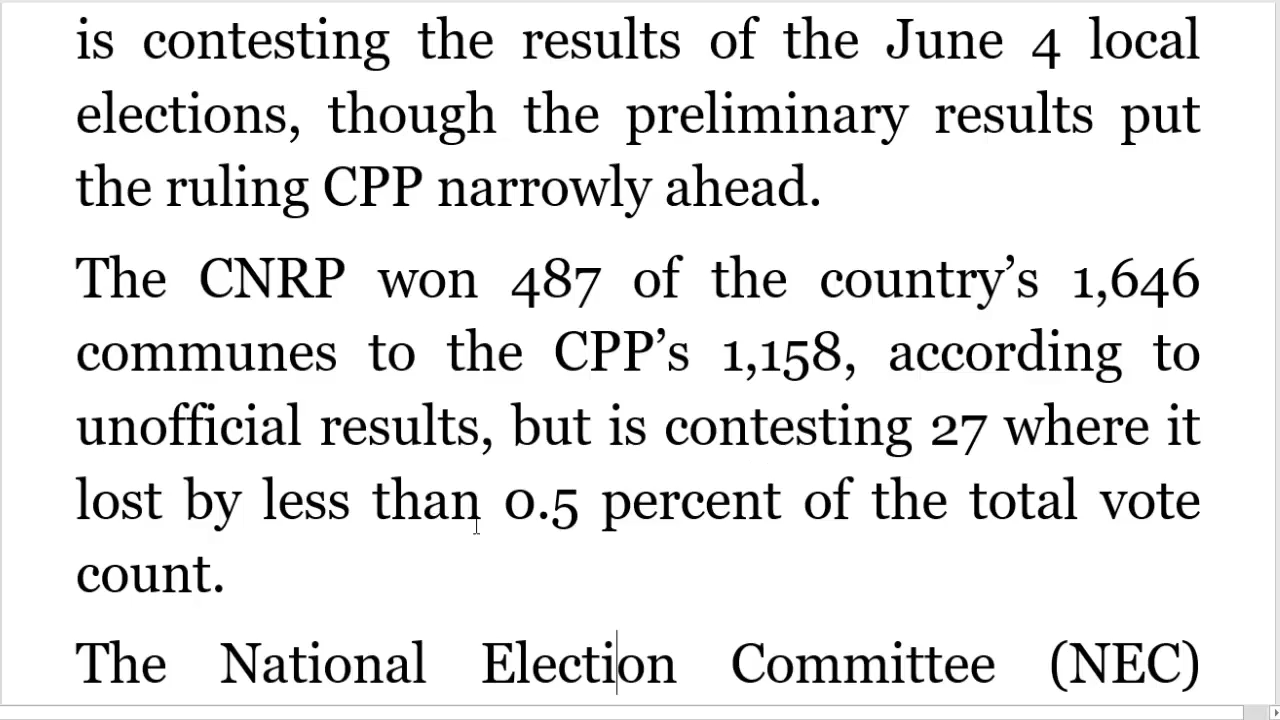 is contesting the results of the June 4 local
elections, though the preliminary results put
the ruling CPP narrowly ahead.
The CNRP won 487 of the country’s 1,646
communes to the CPP’s 1,158, according to
unofficial results, but is contesting 27 where it
lost by less than 0.5 percent of the total vote
count.
The National Election Committee (NEC)